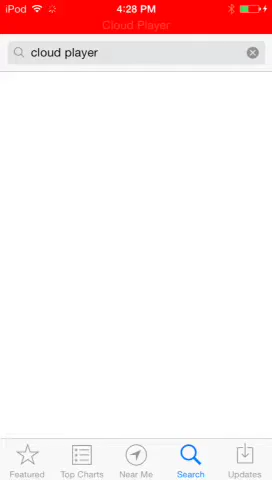 iPod 4:28 PM
Cloud Player
cloud player
Featured Top Charts Near Me Search Updates